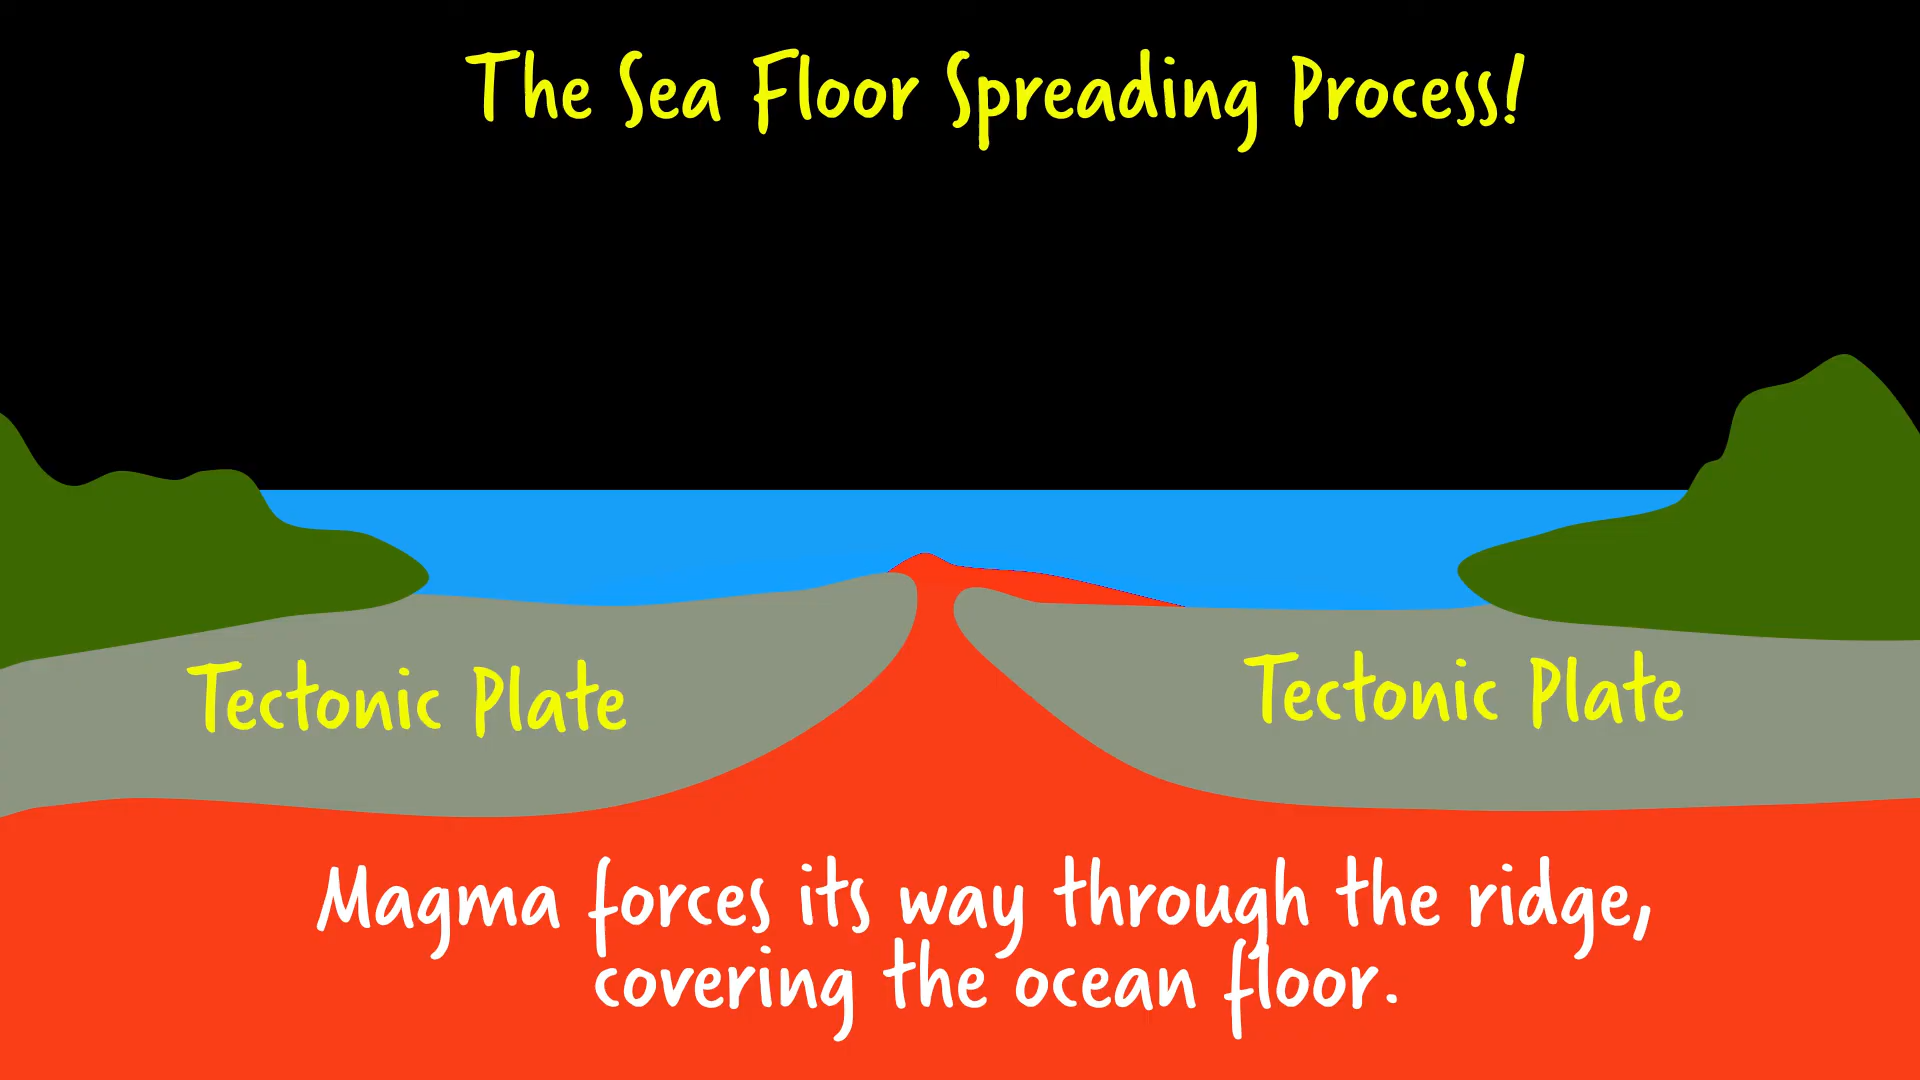 The Sea Floor Spreading Process!
Tectonic Plate
Tectonic Plate
Magma forces its way through the ridge,
covering the ocean floor.